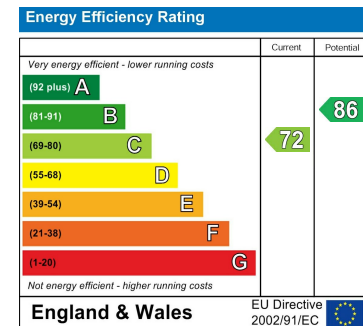 Energy Efficiency Rating
Current Potential
Very energy efficient - lower running costs
(92 plus) A
(81-91) B
(69-80) C
(55-68) D
(39-54) E
(21-38) F
(1-20) G
72
86
Not energy efficient - higher running costs
England & Wales
EU Directive
2002/91/EC